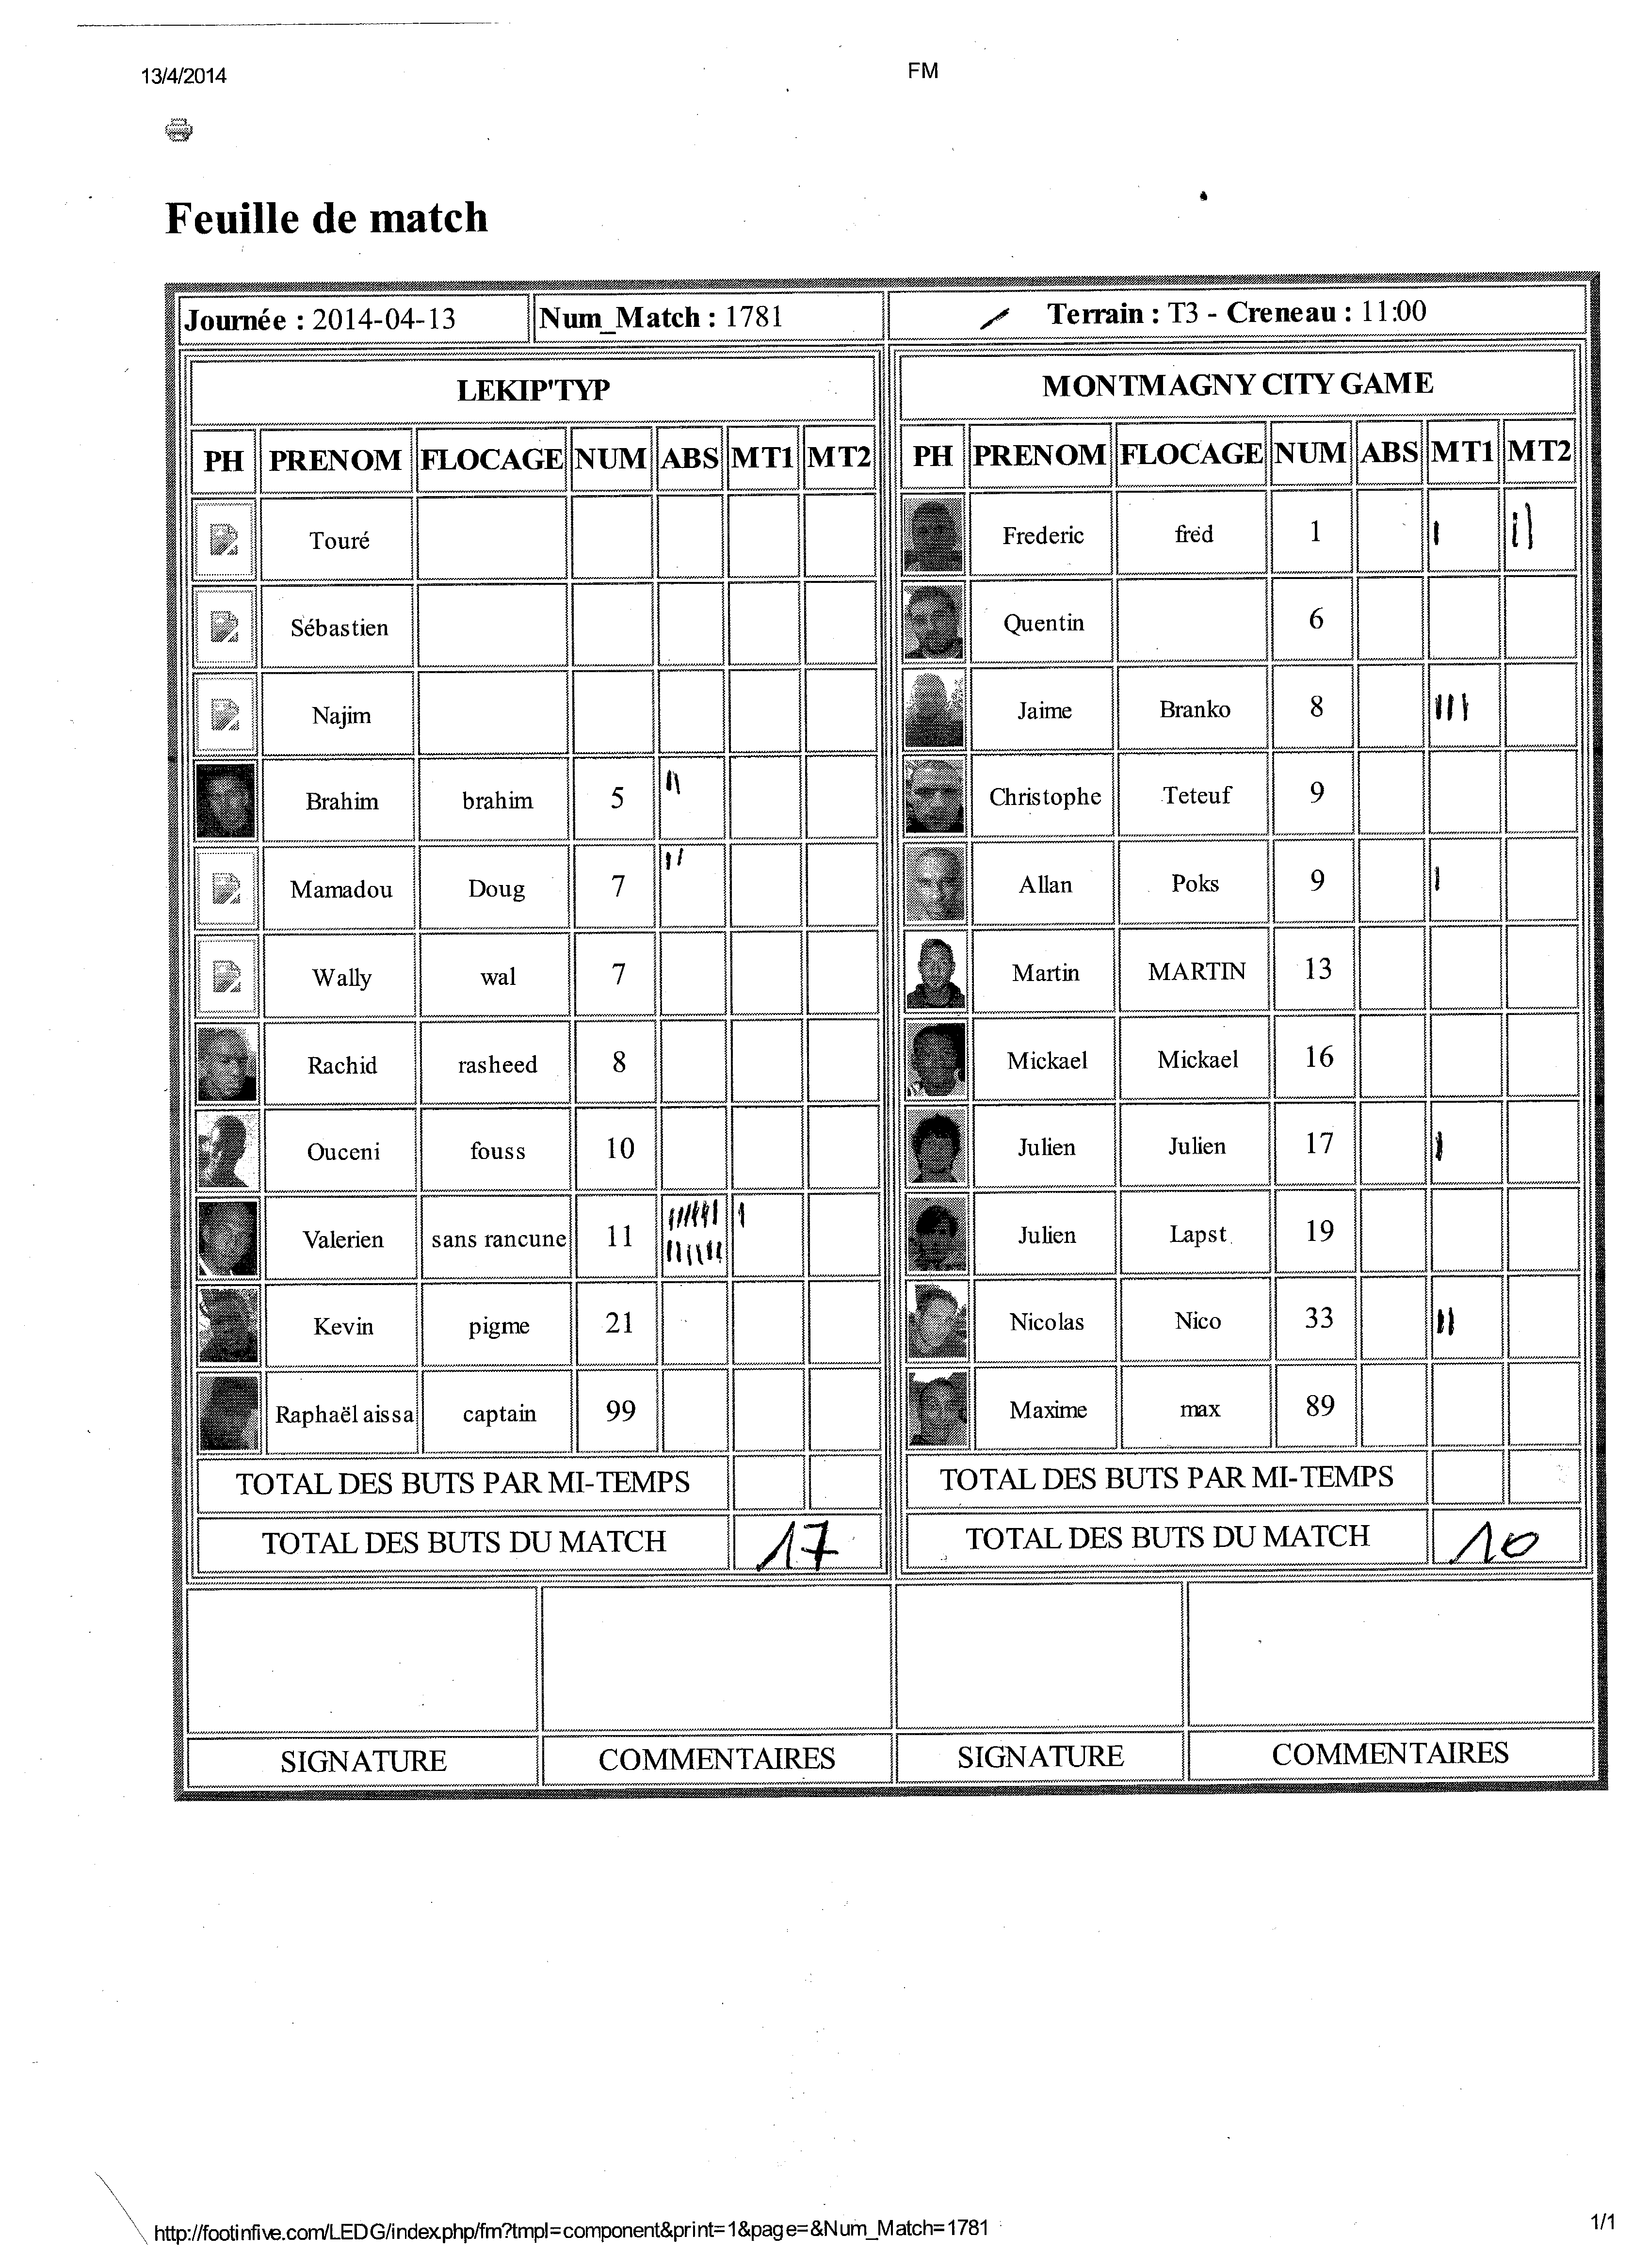 13/4/2014 FM
Feuille de match
Journée : 2014-04-13 Num_Match : 1781 Terrain : T3 - Creneau : 11:00
LEKIP'TYP MONTMAGNY CITY GAME
PH PRENOM FLOCAGE NUM ABS MT1 MT2 PH PRENOM FLOCAGE NUM ABS MT1 MT2
Touré Frederic fred 1 | ||
Sébastien Quentin 6
Najim Jaime Branko 8 |||
Brahim brahim 5 || Christophe Teteuf 9
Mamadou Doug 7 || Allan Poks 9 |
Wally wal 7 Martin MARTIN 13
Rachid rasheed 8 Mickael Mickael 16
Ouceni fouss 10 Julien Julien 17 |
Valerien sans rancune 11 Julien Lapst 19
Kevin pigme 21 Nicolas Nico 33 ||
Raphaël aissa captain 99 Maxime max 89
TOTAL DES BUTS PAR MI-TEMPS TOTAL DES BUTS PAR MI-TEMPS
TOTAL DES BUTS DU MATCH 17 TOTAL DES BUTS DU MATCH 10
SIGNATURE COMMENTAIRES SIGNATURE COMMENTAIRES
http://footinfive.com/LEDG/index.php/fm?tmpl=component&print=1&page=&Num_Match=1781 1/1